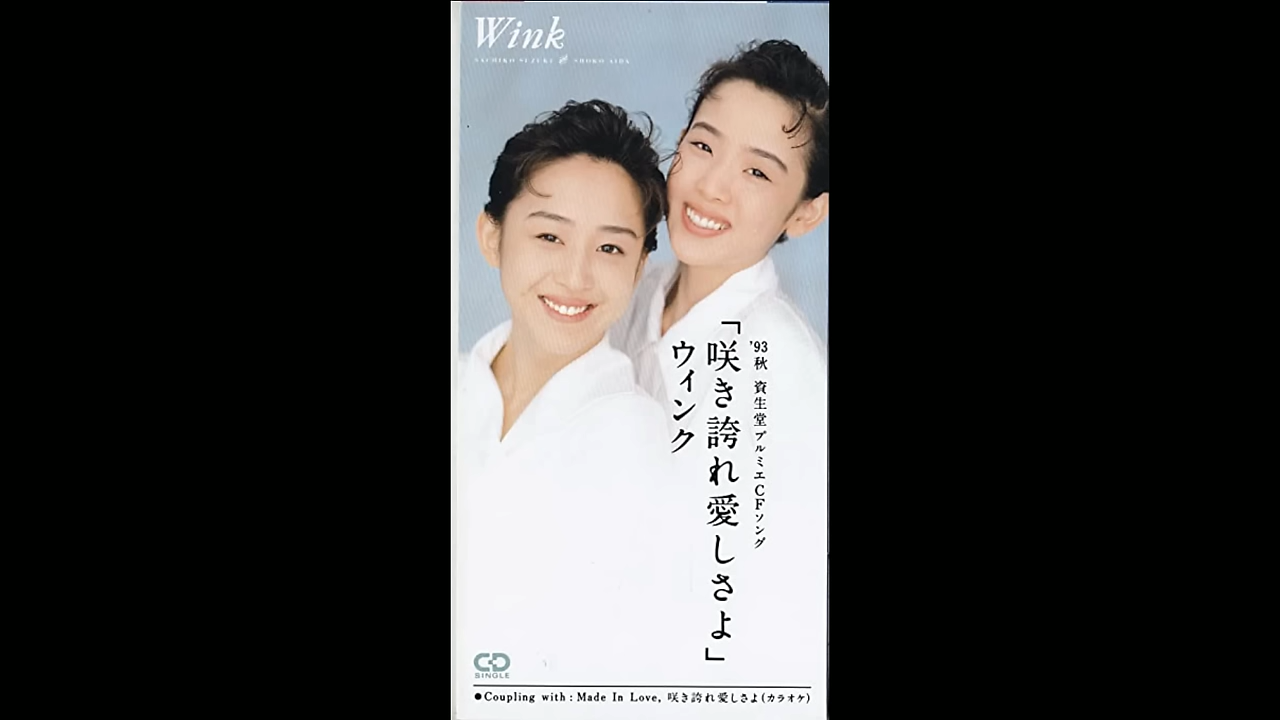 Wink
SACHIKO SUZUKI and SHOKO AIDA
'93 秋 資生堂 プルミエCFソング
「咲き誇れ愛しさよ」
ウィンク
CD
SINGLE
●Coupling with : Made In Love, 咲き誇れ愛しさよ(カラオケ)